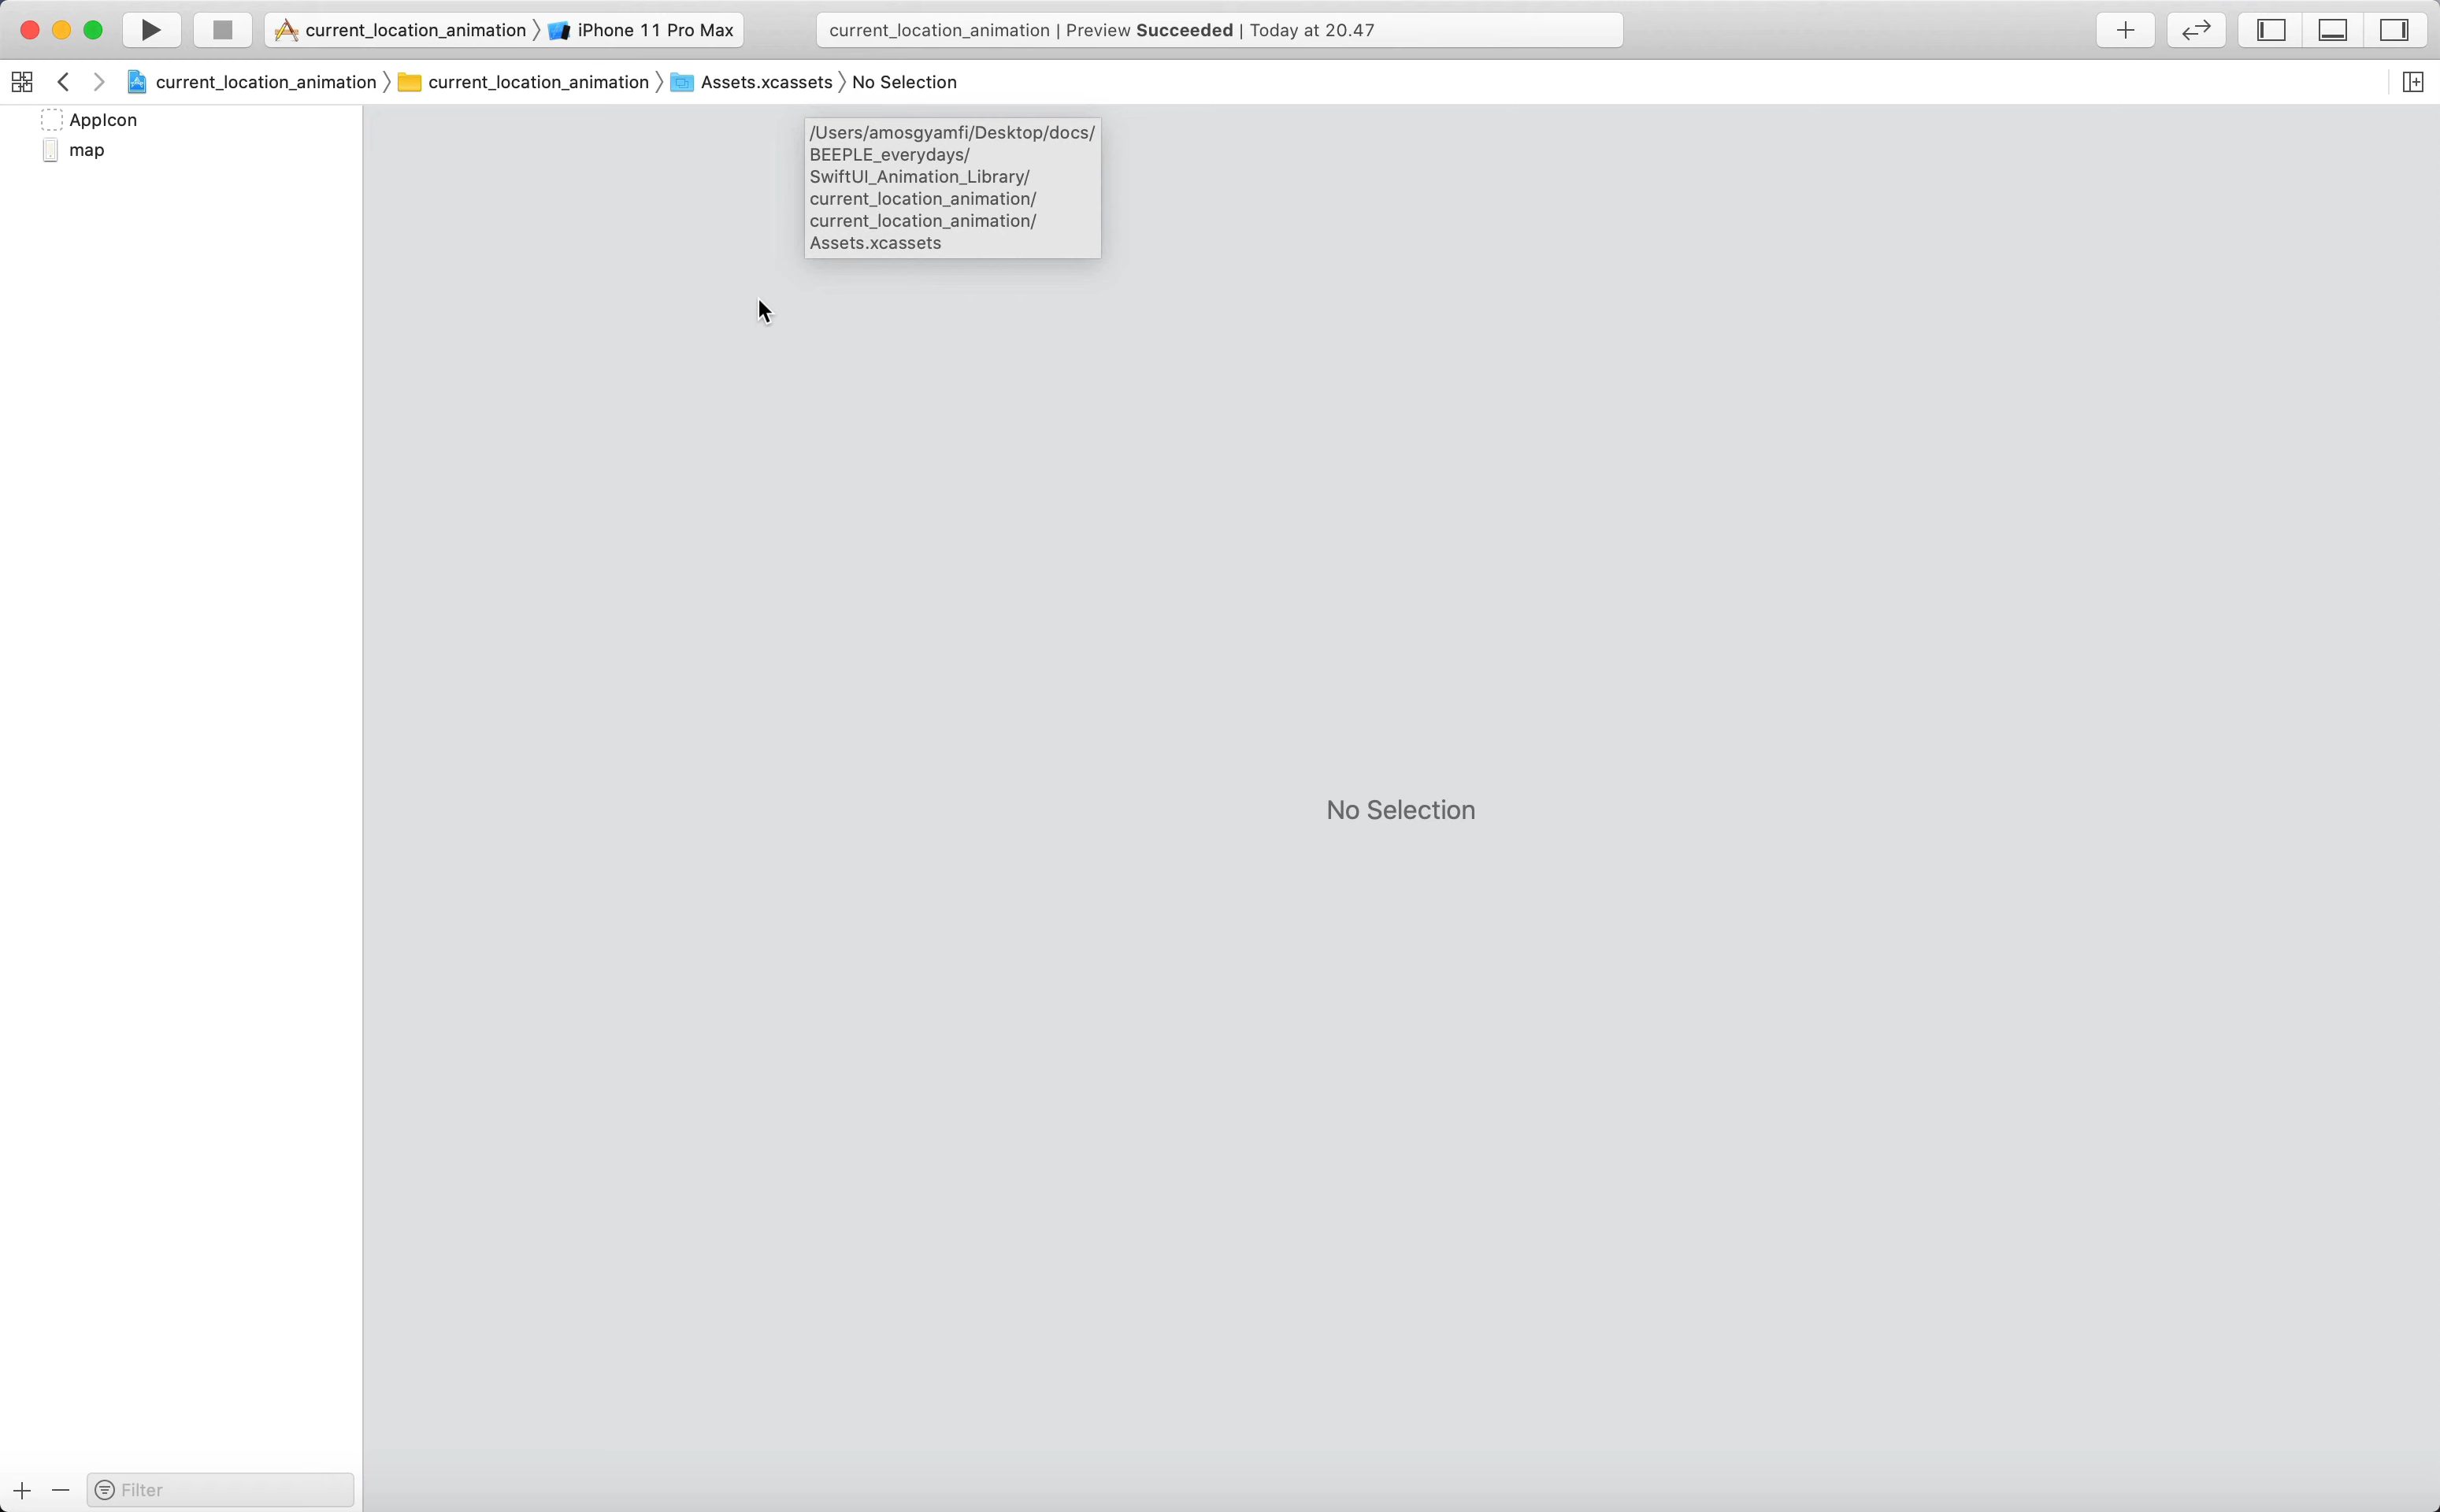 current_location_animation 〉 iPhone 11 Pro Max
current_location_animation | Preview Succeeded | Today at 20.47
current_location_animation 〉 current_location_animation 〉 Assets.xcassets 〉 No Selection
AppIcon
map
/Users/amosgyamfi/Desktop/docs/
BEEPLE_everydays/
SwiftUI_Animation_Library/
current_location_animation/
current_location_animation/
Assets.xcassets
No Selection
Filter